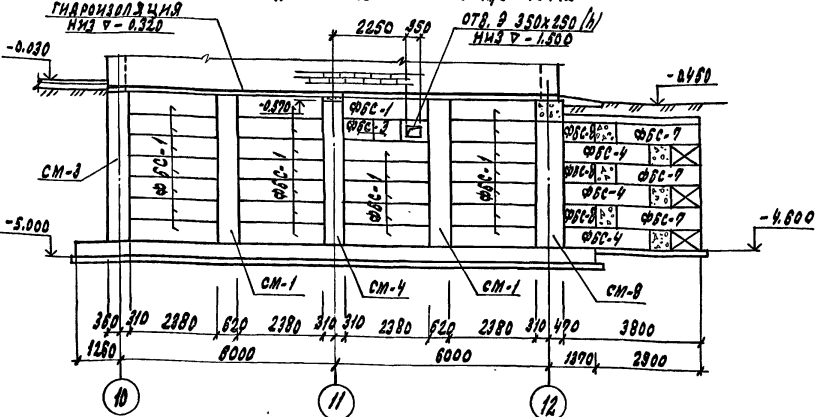 ГИДРОИЗОЛЯЦИЯ
НИЗ ▽ -0.320
ОТВ. Э 350х250 (h)
НИЗ ▽ -1.500
2250
350
-0.030
-0.450
-0.570
ФБС-1
ФБС-3
ФБС-1
ФБС-1
ФБС-1
ФБС-1
ФБС-8
ФБС-7
ФБС-4
ФБС-8
ФБС-7
ФБС-4
ФБС-8
ФБС-7
ФБС-4
СМ-3
-5.000
-4.600
СМ-1
СМ-4
СМ-1
СМ-8
360
310
2380
620
2380
310
310
2380
620
2380
310
470
3800
1260
6000
6000
1370
2900
10
11
12